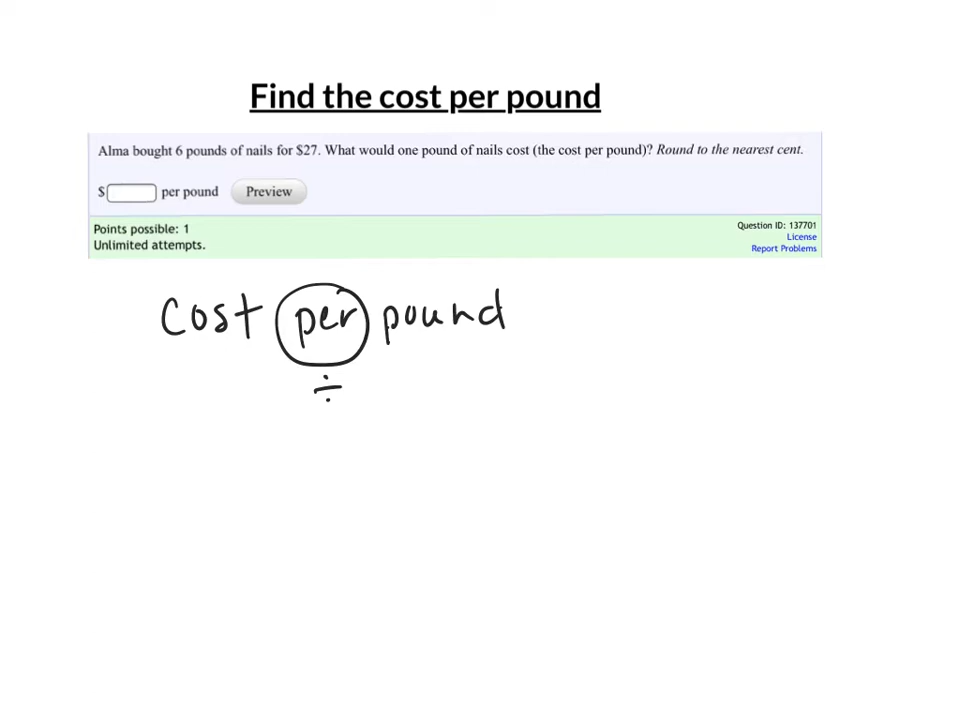 Find the cost per pound
Alma bought 6 pounds of nails for $27. What would one pound of nails cost (the cost per pound)? Round to the nearest cent.
$ per pound Preview
Points possible: 1
Unlimited attempts.
Question ID: 137701
License
Report Problems
cost per pound
÷